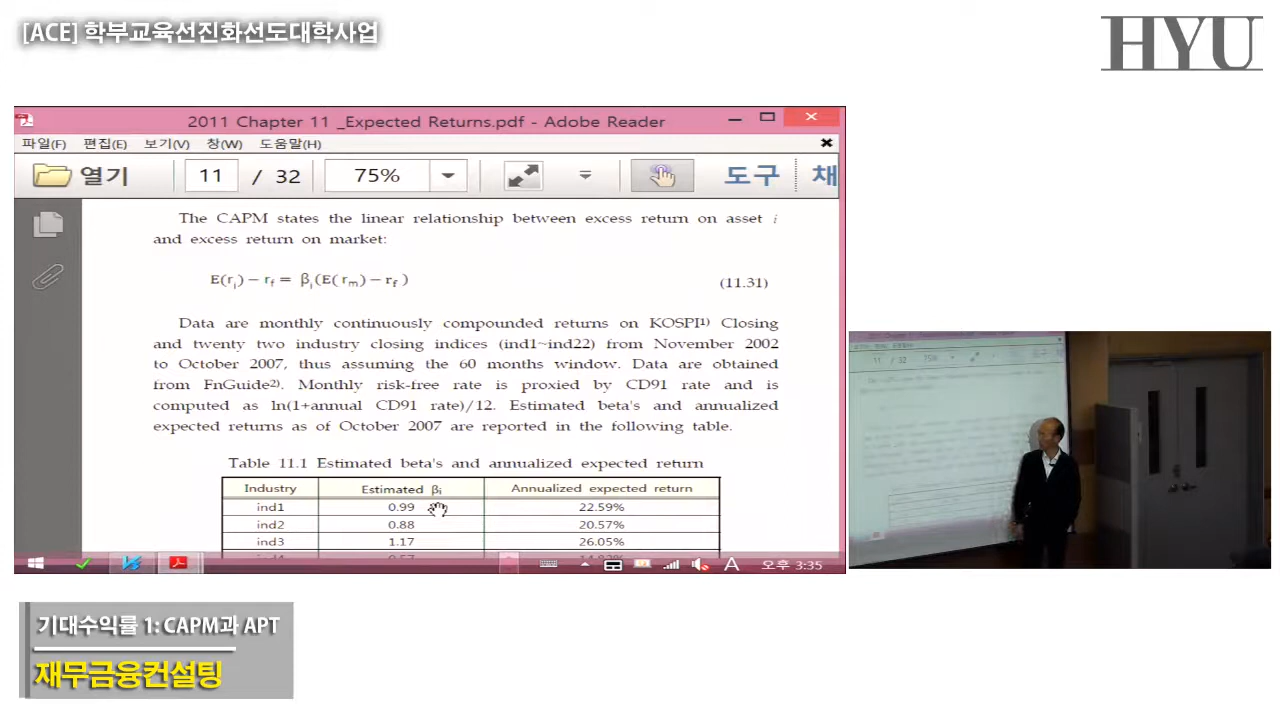 [ACE] 학부교육선진화선도대학사업
HYU
2011 Chapter 11 _Expected Returns.pdf - Adobe Reader
파일(F) 편집(E) 보기(V) 창(W) 도움말(H)
열기 11 / 32 75% 도구 채
The CAPM states the linear relationship between excess return on asset i
and excess return on market:
E(rᵢ) − r_f = βᵢ(E(r_m) − r_f) (11.31)
Data are monthly continuously compounded returns on KOSPI1) Closing
and twenty two industry closing indices (ind1~ind22) from November 2002
to October 2007, thus assuming the 60 months window. Data are obtained
from FnGuide2). Monthly risk-free rate is proxied by CD91 rate and is
computed as ln(1+annual CD91 rate)/12. Estimated beta's and annualized
expected returns as of October 2007 are reported in the following table.
Table 11.1 Estimated beta's and annualized expected return
Industry Estimated βᵢ Annualized expected return
ind1 0.99 22.59%
ind2 0.88 20.57%
ind3 1.17 26.05%
A 오후 3:35
11 / 32 75%
기대수익률 1: CAPM과 APT
재무금융컨설팅